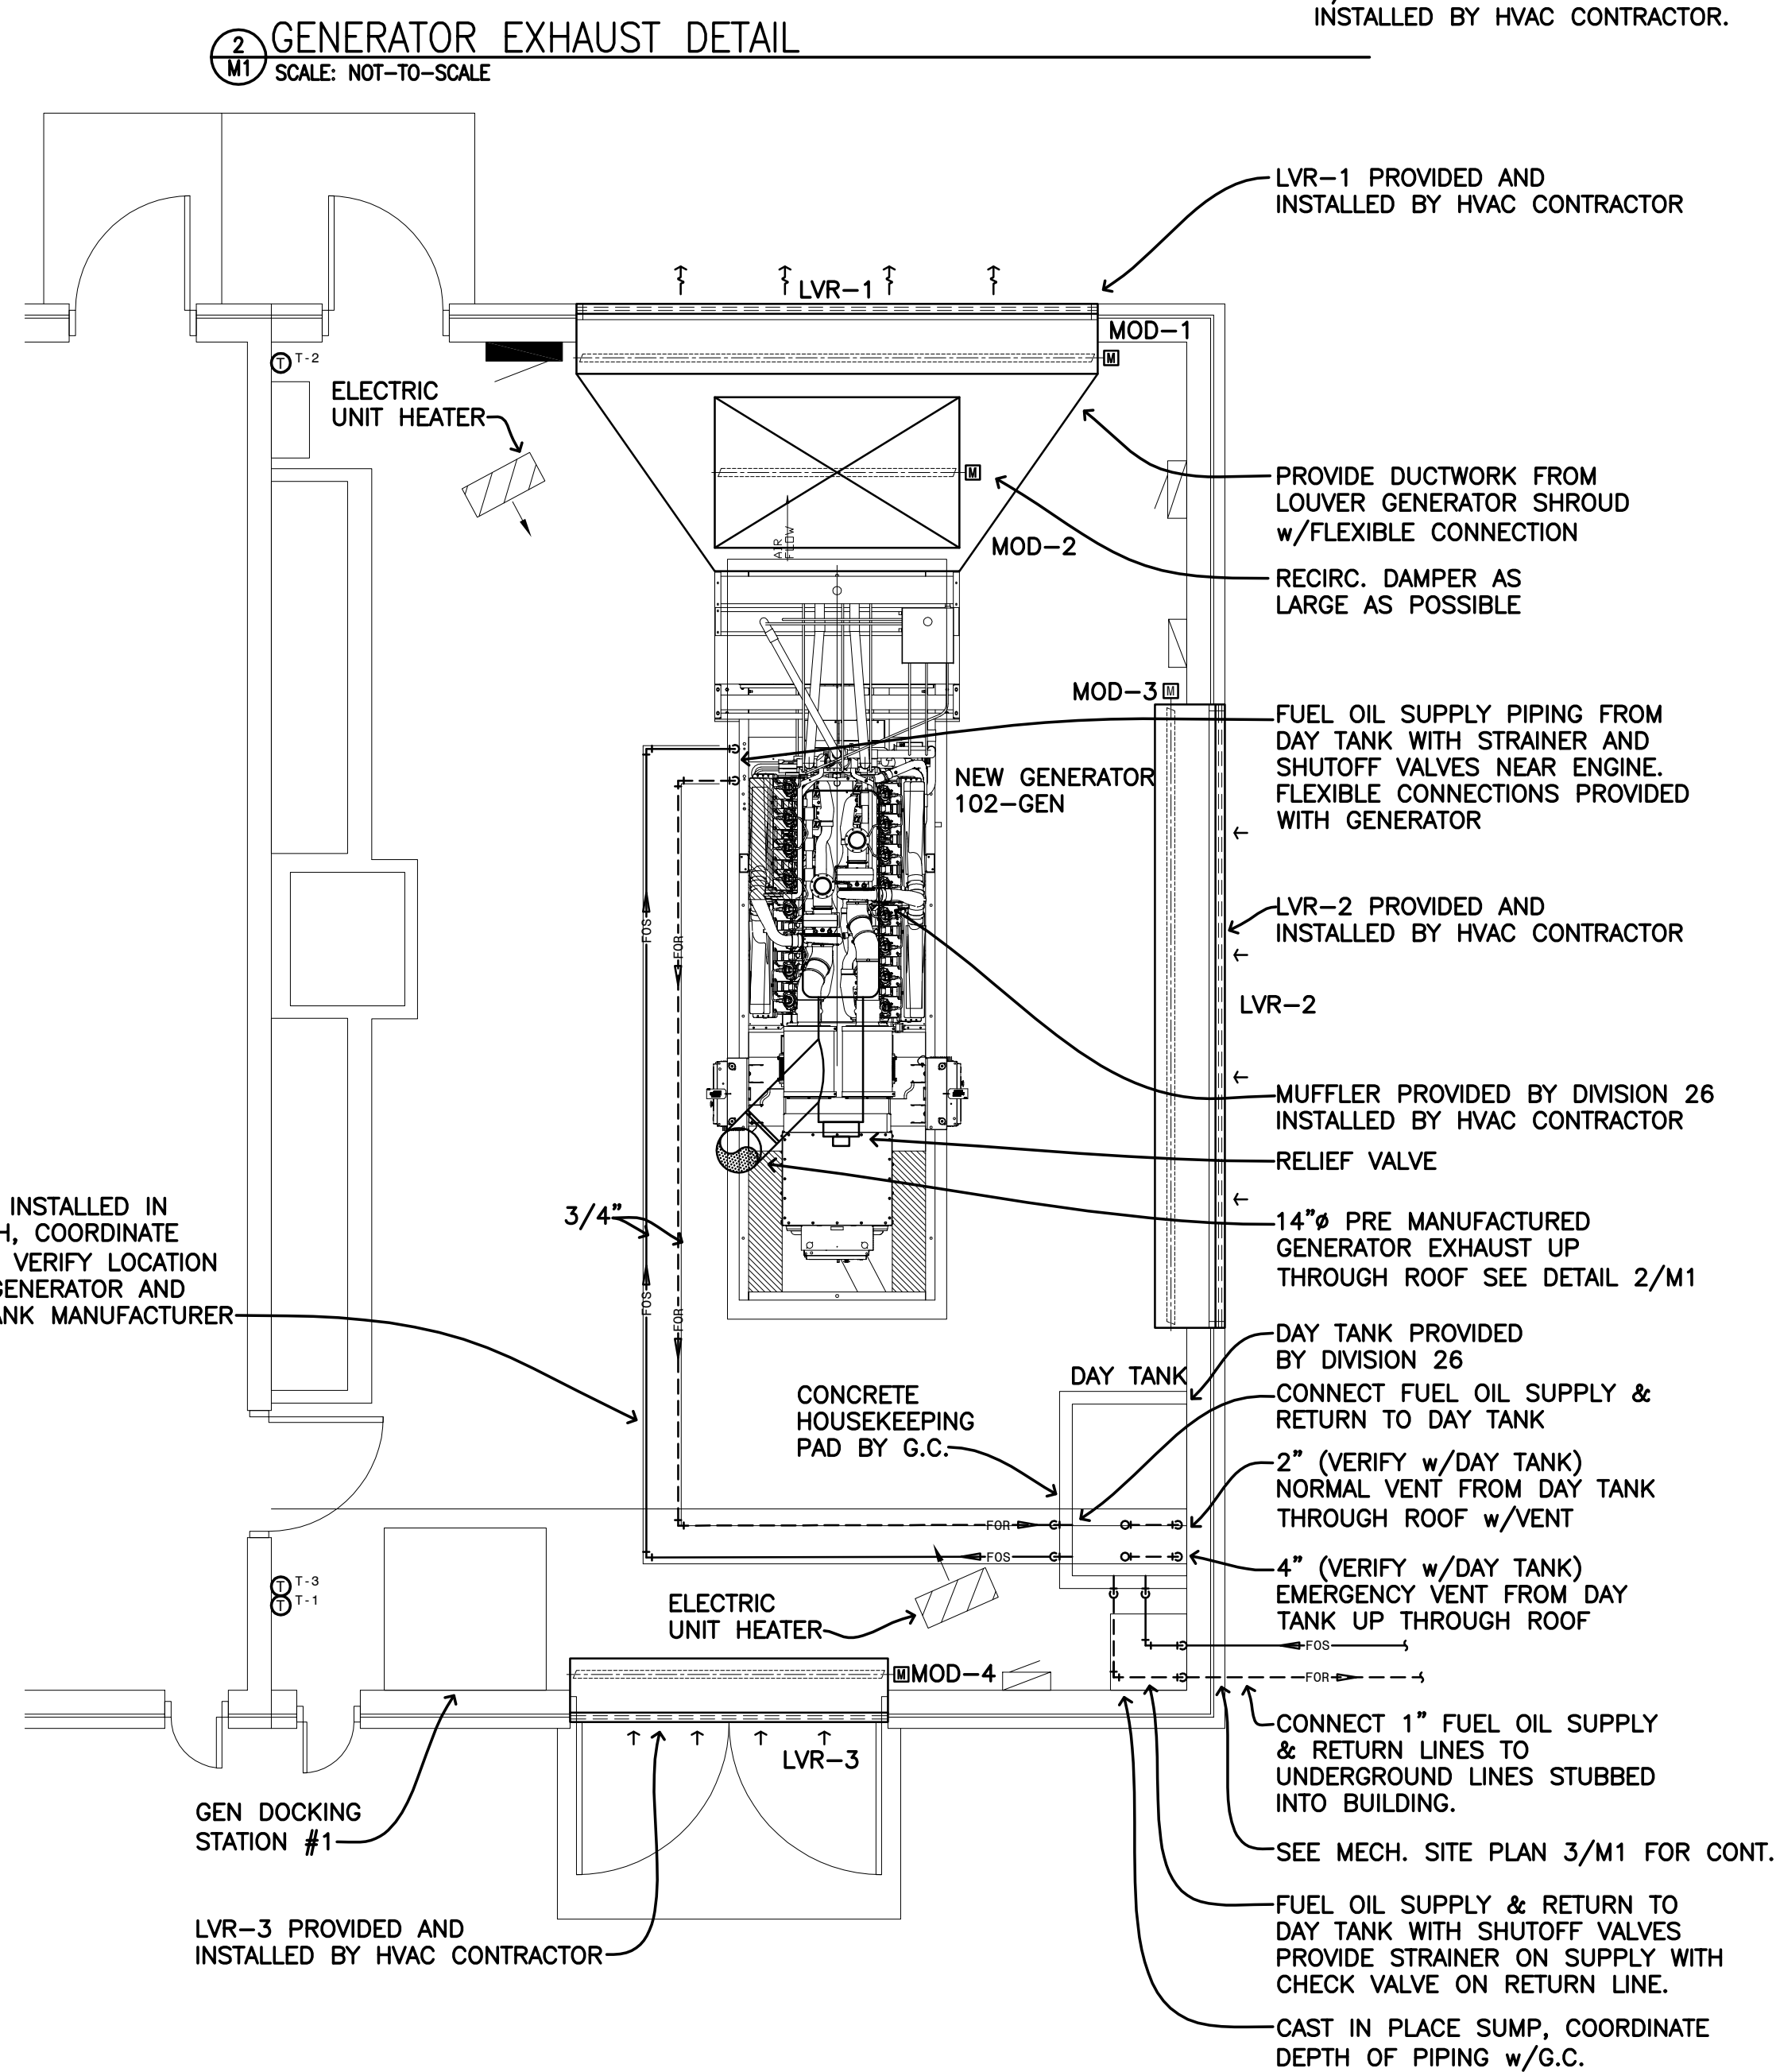 INSTALLED BY HVAC CONTRACTOR.
2
M1
GENERATOR EXHAUST DETAIL
SCALE: NOT-TO-SCALE
LVR-1 PROVIDED AND
INSTALLED BY HVAC CONTRACTOR
LVR-1
MOD-1
M
T
T-2
ELECTRIC
UNIT HEATER
M
AIR
FLOW
MOD-2
PROVIDE DUCTWORK FROM
LOUVER GENERATOR SHROUD
w/FLEXIBLE CONNECTION
RECIRC. DAMPER AS
LARGE AS POSSIBLE
MOD-3
M
FUEL OIL SUPPLY PIPING FROM
DAY TANK WITH STRAINER AND
SHUTOFF VALVES NEAR ENGINE.
FLEXIBLE CONNECTIONS PROVIDED
WITH GENERATOR
NEW GENERATOR
102-GEN
FOS
FOR
LVR-2 PROVIDED AND
INSTALLED BY HVAC CONTRACTOR
LVR-2
MUFFLER PROVIDED BY DIVISION 26
INSTALLED BY HVAC CONTRACTOR
RELIEF VALVE
14"ø PRE MANUFACTURED
GENERATOR EXHAUST UP
THROUGH ROOF SEE DETAIL 2/M1
INSTALLED IN
H, COORDINATE
VERIFY LOCATION
GENERATOR AND
ANK MANUFACTURER
3/4"
FOS
FOR
DAY TANK PROVIDED
BY DIVISION 26
DAY TANK
CONCRETE
HOUSEKEEPING
PAD BY G.C.
CONNECT FUEL OIL SUPPLY &
RETURN TO DAY TANK
2" (VERIFY w/DAY TANK)
NORMAL VENT FROM DAY TANK
THROUGH ROOF w/VENT
FOR
FOS
4" (VERIFY w/DAY TANK)
EMERGENCY VENT FROM DAY
TANK UP THROUGH ROOF
T
T-3
T
T-1
ELECTRIC
UNIT HEATER
FOS
FOR
M
MOD-4
LVR-3
CONNECT 1" FUEL OIL SUPPLY
& RETURN LINES TO
UNDERGROUND LINES STUBBED
INTO BUILDING.
GEN DOCKING
STATION #1
SEE MECH. SITE PLAN 3/M1 FOR CONT.
FUEL OIL SUPPLY & RETURN TO
DAY TANK WITH SHUTOFF VALVES
PROVIDE STRAINER ON SUPPLY WITH
CHECK VALVE ON RETURN LINE.
LVR-3 PROVIDED AND
INSTALLED BY HVAC CONTRACTOR
CAST IN PLACE SUMP, COORDINATE
DEPTH OF PIPING w/G.C.